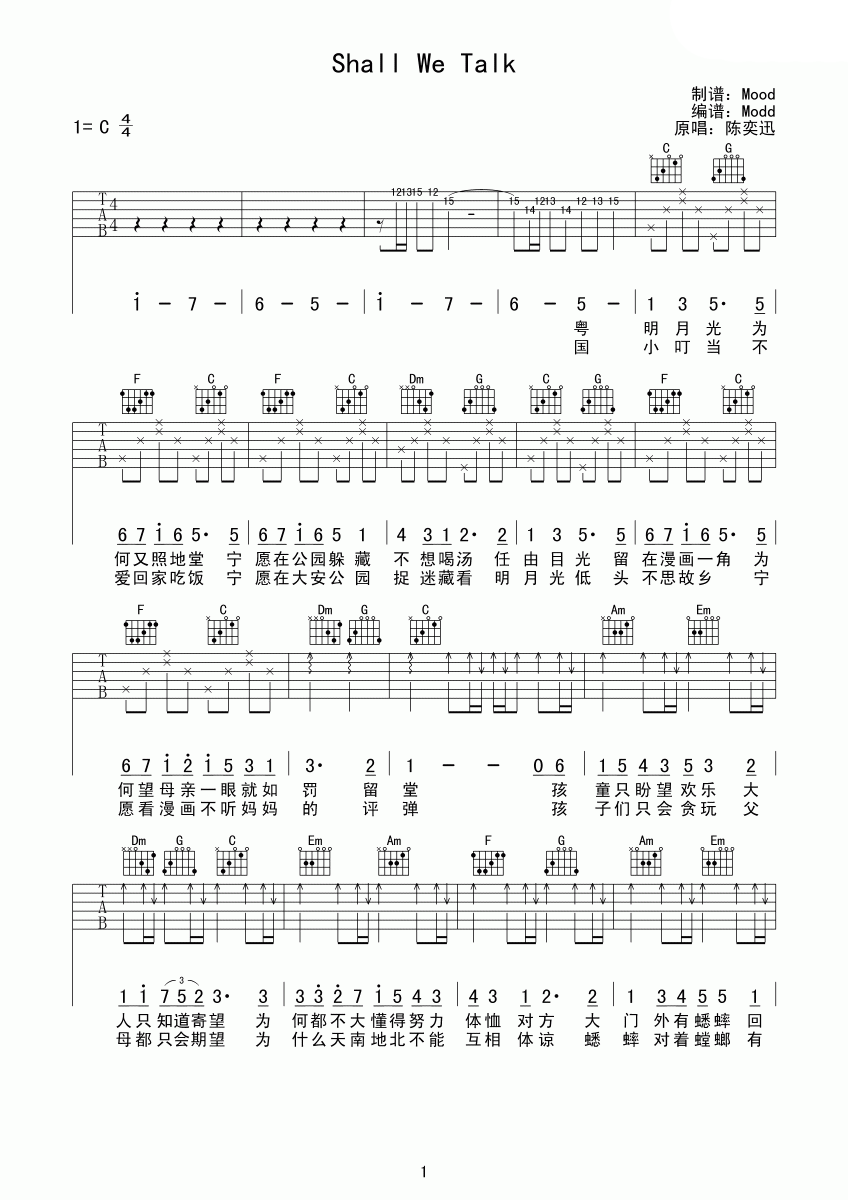 Shall We Talk
制谱: Mood
编谱: Modd
1= C 4/4 原唱: 陈奕迅
C G
T A B 4 4 12 13 15 12 15 15 14 12 13 14 12 13 15
i - 7 - 6 - 5 - i - 7 - 6 - 5 - 1 3 5· 5
粤 明 月 光 为
国 小 叮 当 不
F C F C Dm G C G F C
T A B
6 7 i 6 5· 5 6 7 i 6 5 1 4 3 1 2· 2 1 3 5· 5 6 7 i 6 5· 5
何又照地堂 宁 愿在公园躲 藏 不 想喝汤 任 由 目 光 留 在漫画一角 为
爱回家吃饭 宁 愿在大安公 园 捉 迷藏看 明 月 光 低 头 不思故乡 宁
F C Dm G C Am Em
T A B
6 7 i 2 i 5 3 1 3· 2 1 - - 0 6 1 5 4 3 5 3 2
何望母亲一眼就如 罚 留 堂 孩 童只盼望欢乐 大
愿看漫画不听妈妈 的 评 弹 孩 子们只会贪玩 父
Dm G C Em Am F G Am Em
T A B
1 i 3 7 5 2 3· 3 3 3 2 7 i 5 4 3 4 3 1 2· 2 1 3 4 5 5 1
人只知道寄望 为 何都不大懂得努力 体恤 对方 大 门 外有蟋蟀 回
母都只会期望 为 什么天南地北不能 互相 体谅 蟋 蟀 对着螳螂 有
1